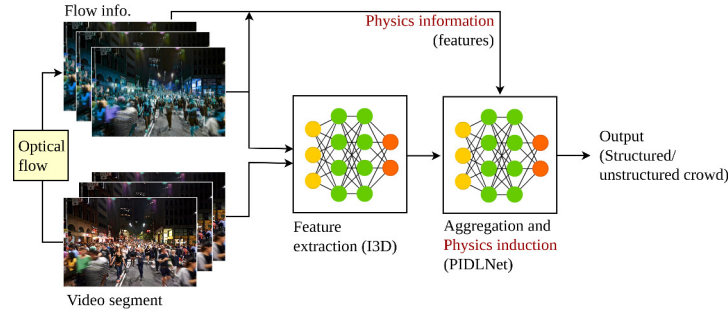 Flow info.
Physics information
(features)
Optical
flow
Output
(Structured/
unstructured crowd)
Feature
extraction (I3D)
Aggregation and
Physics induction
(PIDLNet)
Video segment